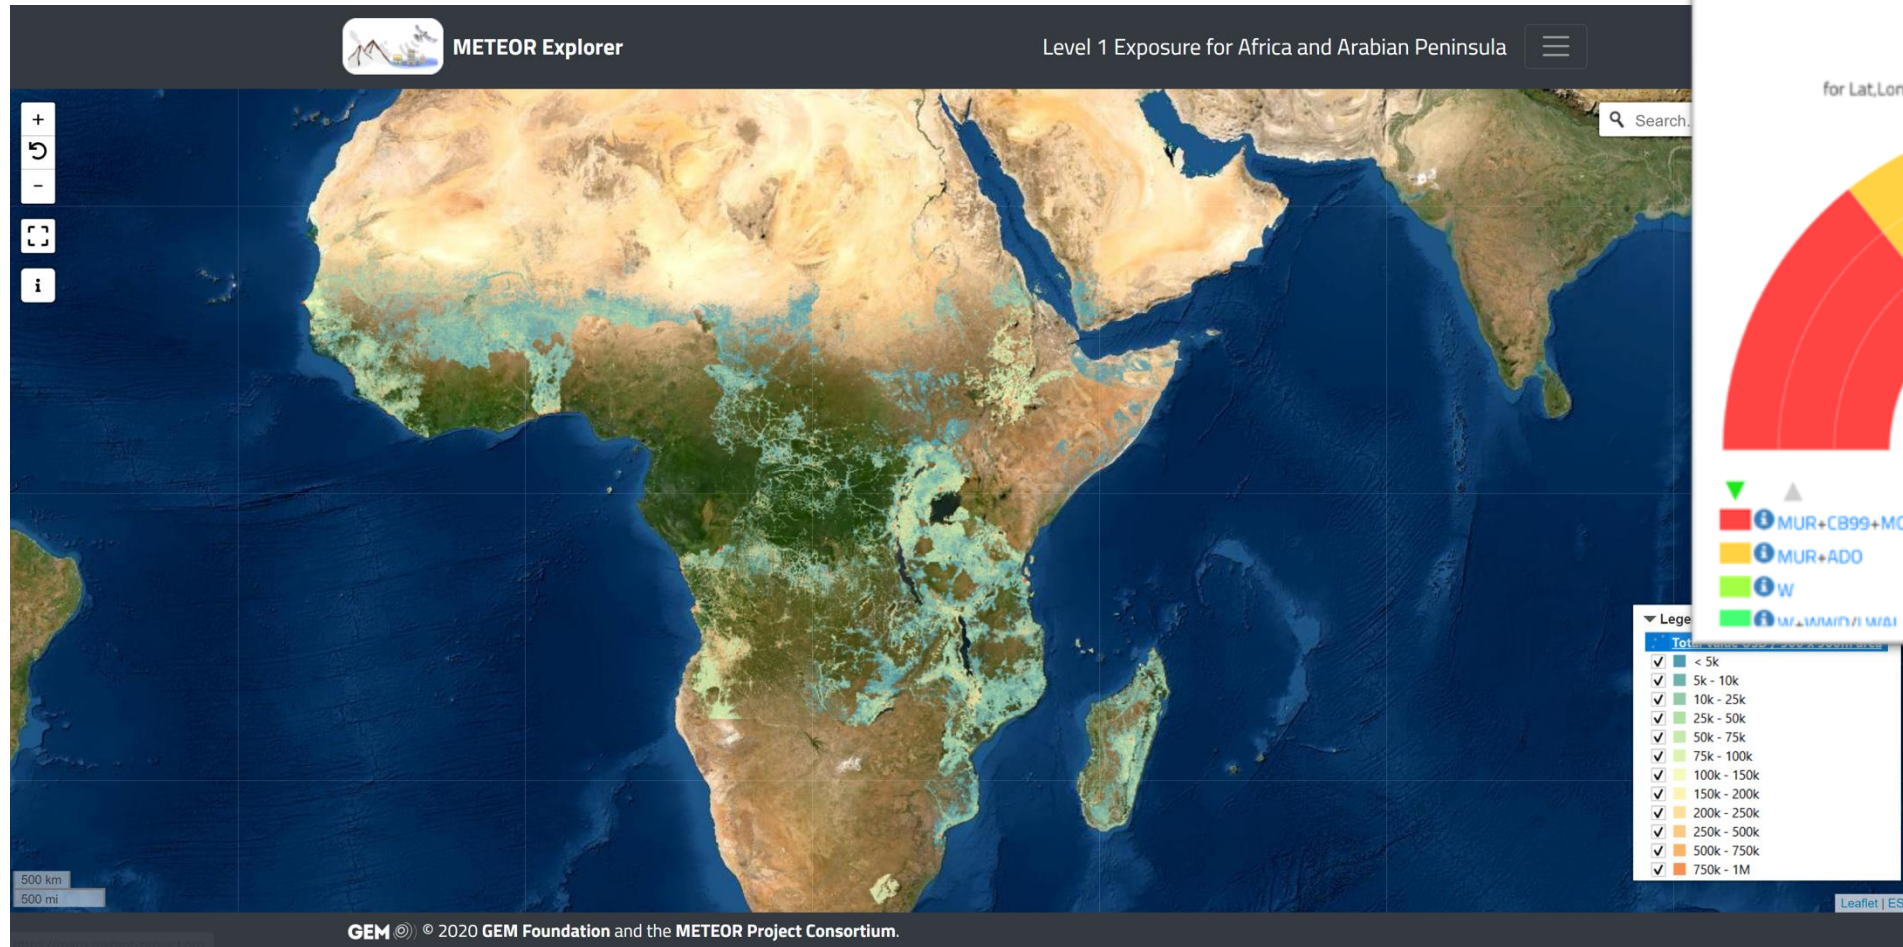 METEOR Explorer
Level 1 Exposure for Africa and Arabian Peninsula
+
-
i
Search.
for Lat,Lon
MUR+CB99+MC
MUR+ADO
W
W+WWD/LWAL
Lege
< 5k
5k - 10k
10k - 25k
25k - 50k
50k - 75k
75k - 100k
100k - 150k
150k - 200k
200k - 250k
250k - 500k
500k - 750k
750k - 1M
500 km
500 mi
Leaflet | ES
GEM © 2020 GEM Foundation and the METEOR Project Consortium.